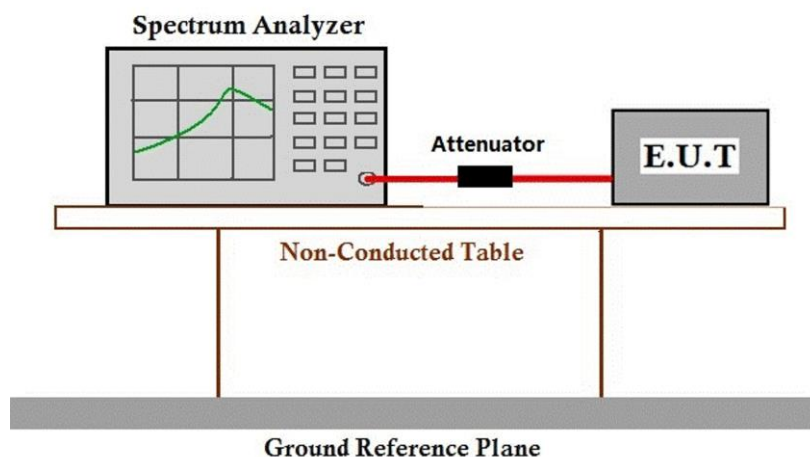 Spectrum Analyzer
Attenuator
E.U.T
Non-Conducted Table
Ground Reference Plane